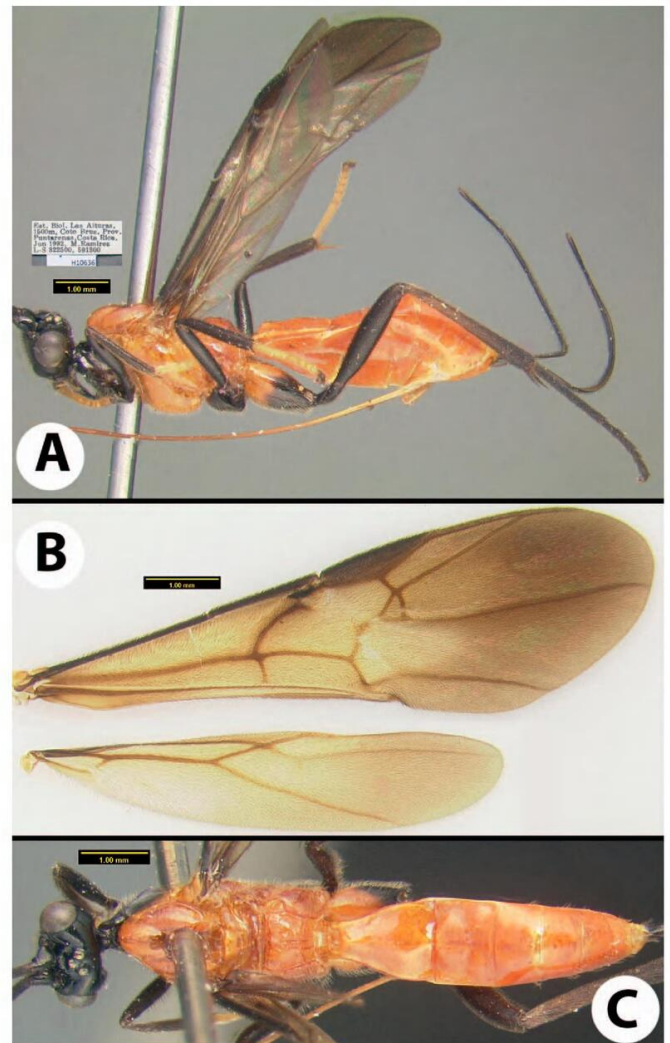 Est. Biol. Las Alturas,
1500m, Coto Brus, Prov.
Puntarenas, Costa Rica,
Jun 1992, M. Ramirez
L-S 322500, 591300
H10636
1.00 mm
A
B
1.00 mm
1.00 mm
C